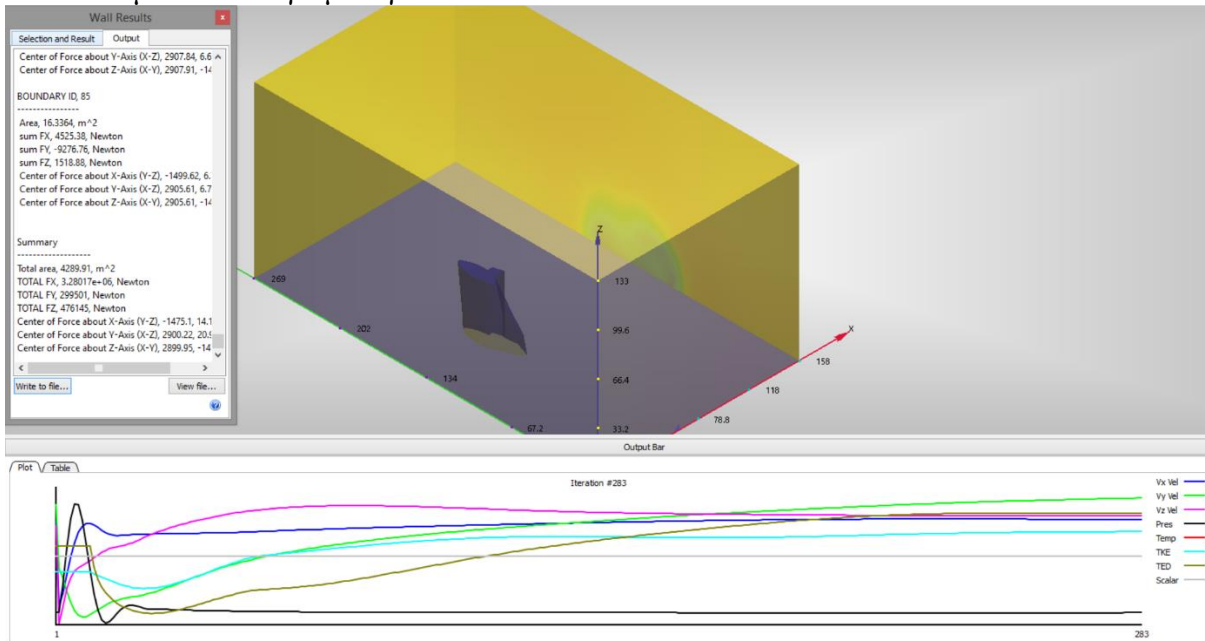 Wall Results
x
Selection and Result
Output
Center of Force about Y-Axis (X-Z), 2907.84, 6.6
Center of Force about Z-Axis (X-Y), 2907.91, -14
BOUNDARY ID, 85
----------------
Area, 16.3364, m^2
sum FX, 4525.38, Newton
sum FY, -9276.76, Newton
sum FZ, 1518.88, Newton
Center of Force about X-Axis (Y-Z), -1499.62, 6.
Center of Force about Y-Axis (X-Z), 2905.61, 6.7
Center of Force about Z-Axis (X-Y), 2905.61, -14
Summary
-------------------
Total area, 4289.91, m^2
TOTAL FX, 3.28017e+06, Newton
TOTAL FY, 299501, Newton
TOTAL FZ, 476145, Newton
Center of Force about X-Axis (Y-Z), -1475.1, 14.1
Center of Force about Y-Axis (X-Z), 2900.22, 20.9
Center of Force about Z-Axis (X-Y), 2899.95, -14
Write to file...
View file...
Z
133
99.6
66.4
33.2
269
202
134
67.2
X
158
118
78.8
Output Bar
Plot
Table
Iteration #283
Vx Vel
Vy Vel
Vz Vel
Pres
Temp
TKE
TED
Scalar
1
283